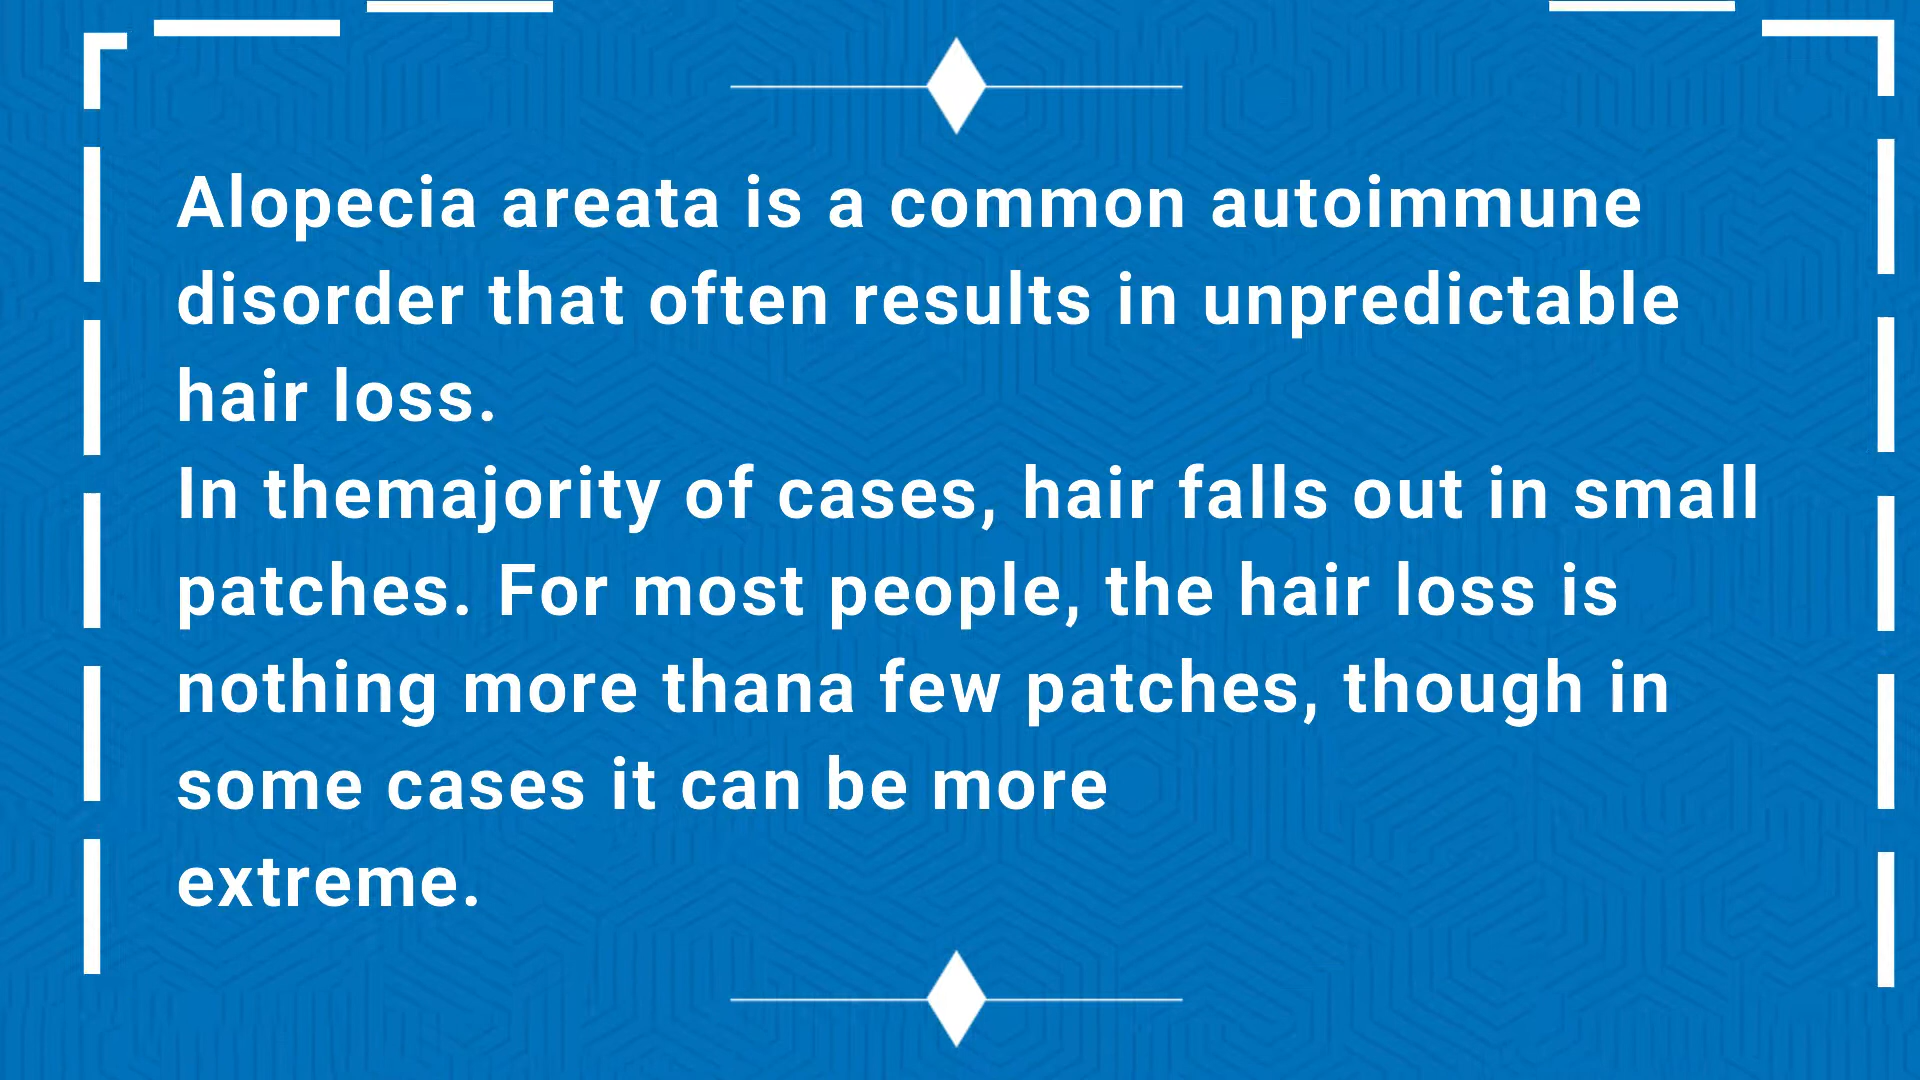 Alopecia areata is a common autoimmune
disorder that often results in unpredictable
hair loss.
In themajority of cases, hair falls out in small
patches. For most people, the hair loss is
nothing more thana few patches, though in
some cases it can be more
extreme.